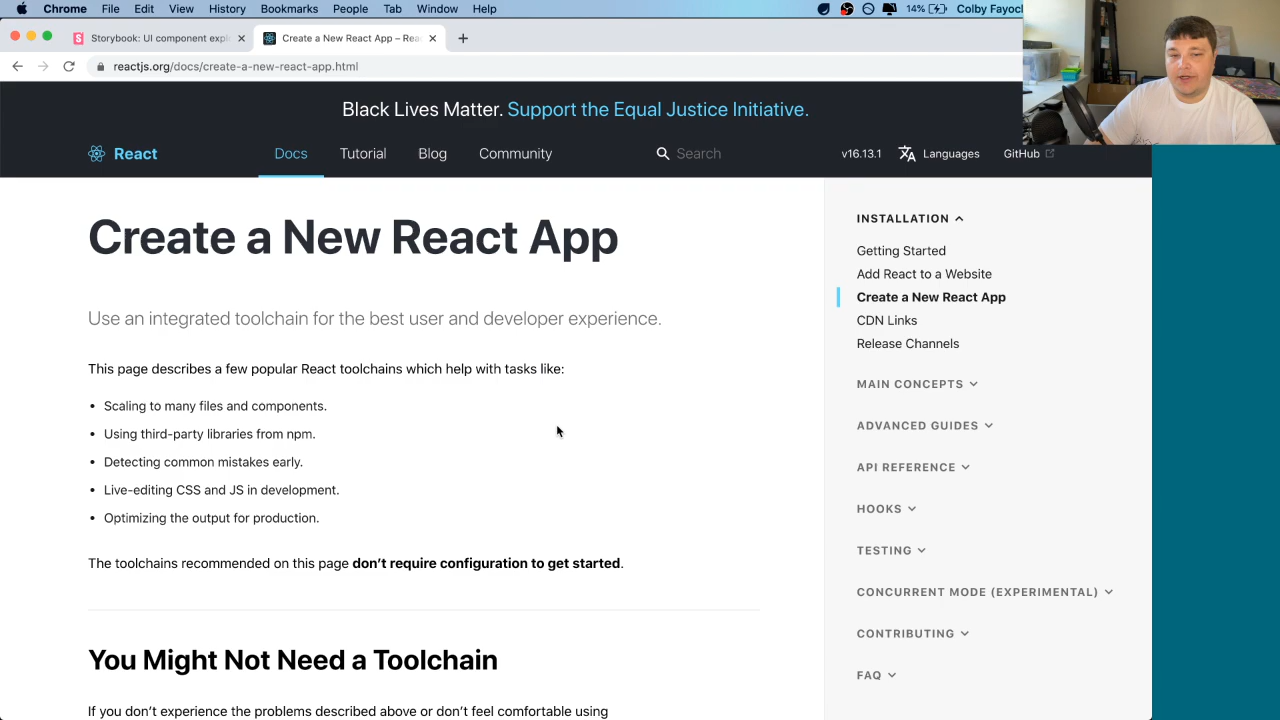 Chrome File Edit View History Bookmarks People Tab Window Help 14% Colby Fayock
Storybook: UI component expl
Create a New React App – Rea
reactjs.org/docs/create-a-new-react-app.html
Black Lives Matter. Support the Equal Justice Initiative.
React Docs Tutorial Blog Community Search v16.13.1 Languages GitHub
Create a New React App
Use an integrated toolchain for the best user and developer experience.
This page describes a few popular React toolchains which help with tasks like:
• Scaling to many files and components.
• Using third-party libraries from npm.
• Detecting common mistakes early.
• Live-editing CSS and JS in development.
• Optimizing the output for production.
The toolchains recommended on this page don’t require configuration to get started.
You Might Not Need a Toolchain
If you don’t experience the problems described above or don’t feel comfortable using
INSTALLATION
Getting Started
Add React to a Website
Create a New React App
CDN Links
Release Channels
MAIN CONCEPTS
ADVANCED GUIDES
API REFERENCE
HOOKS
TESTING
CONCURRENT MODE (EXPERIMENTAL)
CONTRIBUTING
FAQ